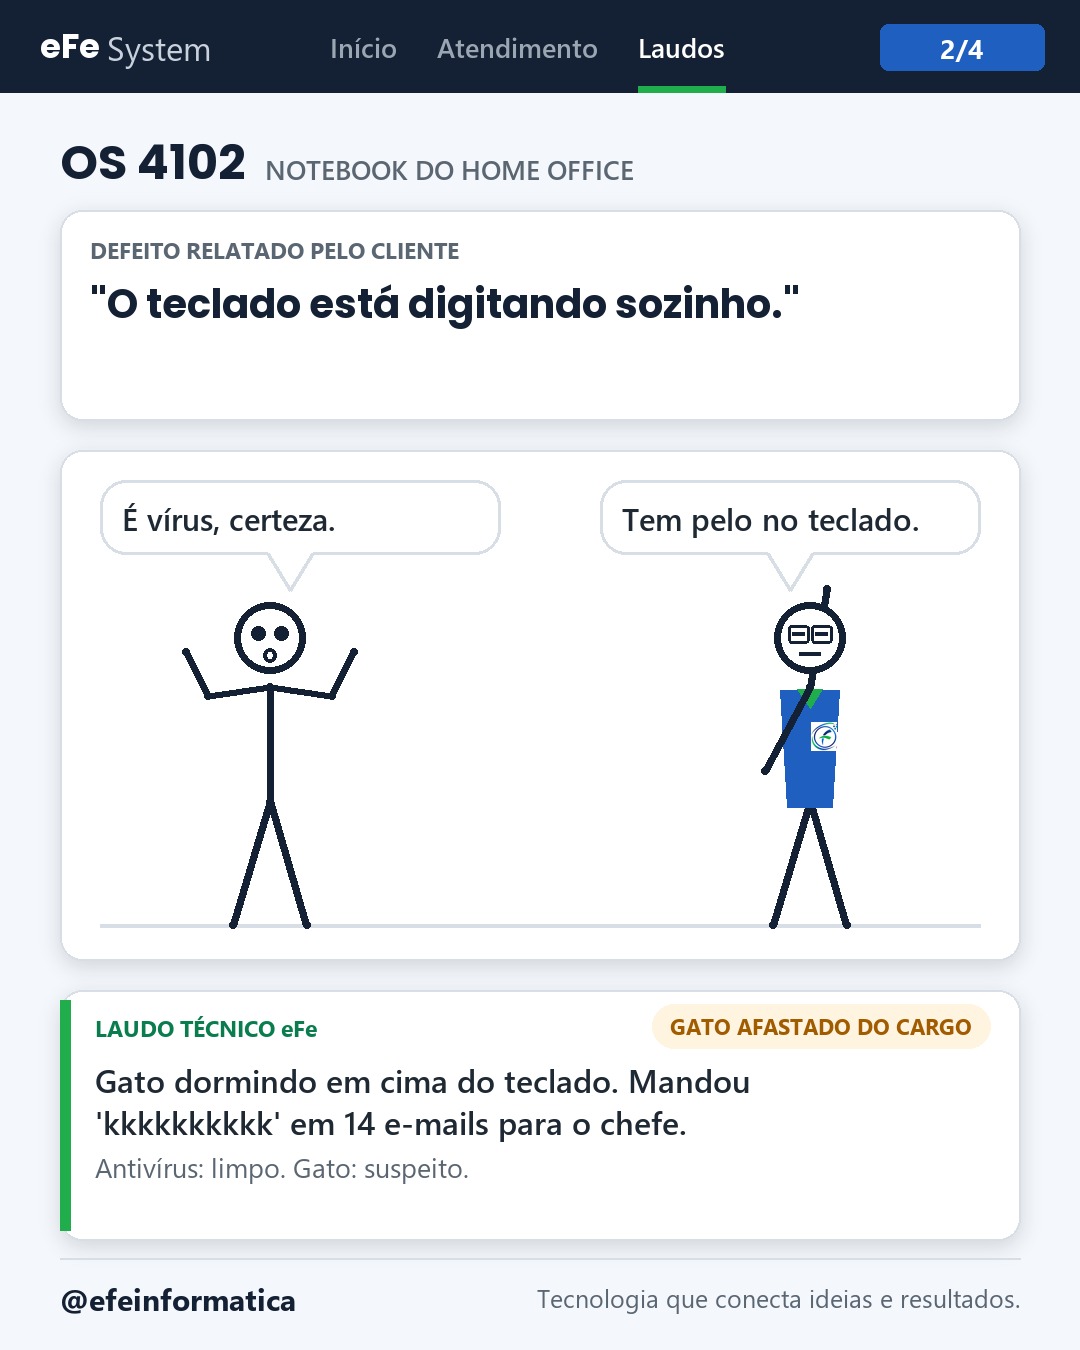 eFe System
Início
Atendimento
Laudos
2/4
OS 4102 NOTEBOOK DO HOME OFFICE
DEFEITO RELATADO PELO CLIENTE
"O teclado está digitando sozinho."
É vírus, certeza.
Tem pelo no teclado.
LAUDO TÉCNICO eFe
GATO AFASTADO DO CARGO
Gato dormindo em cima do teclado. Mandou
'kkkkkkkkkk' em 14 e-mails para o chefe.
Antivírus: limpo. Gato: suspeito.
@efeinformatica
Tecnologia que conecta ideias e resultados.